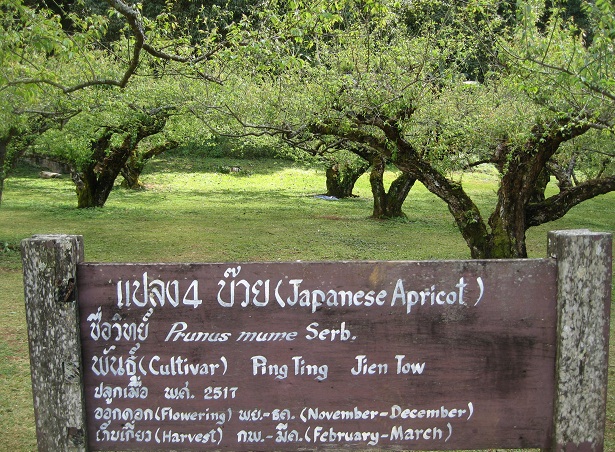 แปลง 4 บ๊วย (Japanese Apricot)
ชื่อวิทย์ Prunus mume Serb.
พันธุ์ (Cultivar) Ping Ting Jien Tow
ปลูกเมื่อ พ.ศ. 2517
ออกดอก (Flowering) พ.ย.-ธ.ค. (November-December)
เก็บเกี่ยว (Harvest) ก.พ.-มี.ค. (February-March)